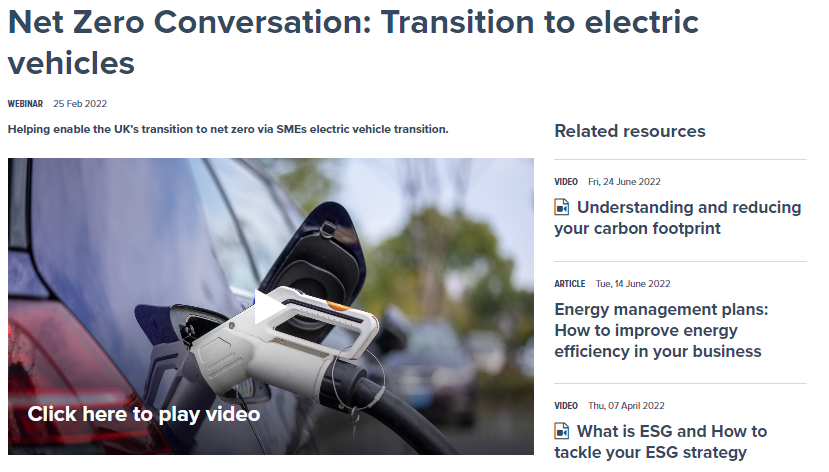 Net Zero Conversation: Transition to electric
vehicles
WEBINAR 25 Feb 2022
Helping enable the UK's transition to net zero via SMEs electric vehicle transition.
Click here to play video
Related resources
VIDEO Fri, 24 June 2022
Understanding and reducing
your carbon footprint
ARTICLE Tue, 14 June 2022
Energy management plans:
How to improve energy
efficiency in your business
VIDEO Thu, 07 April 2022
What is ESG and How to
tackle your ESG strategy